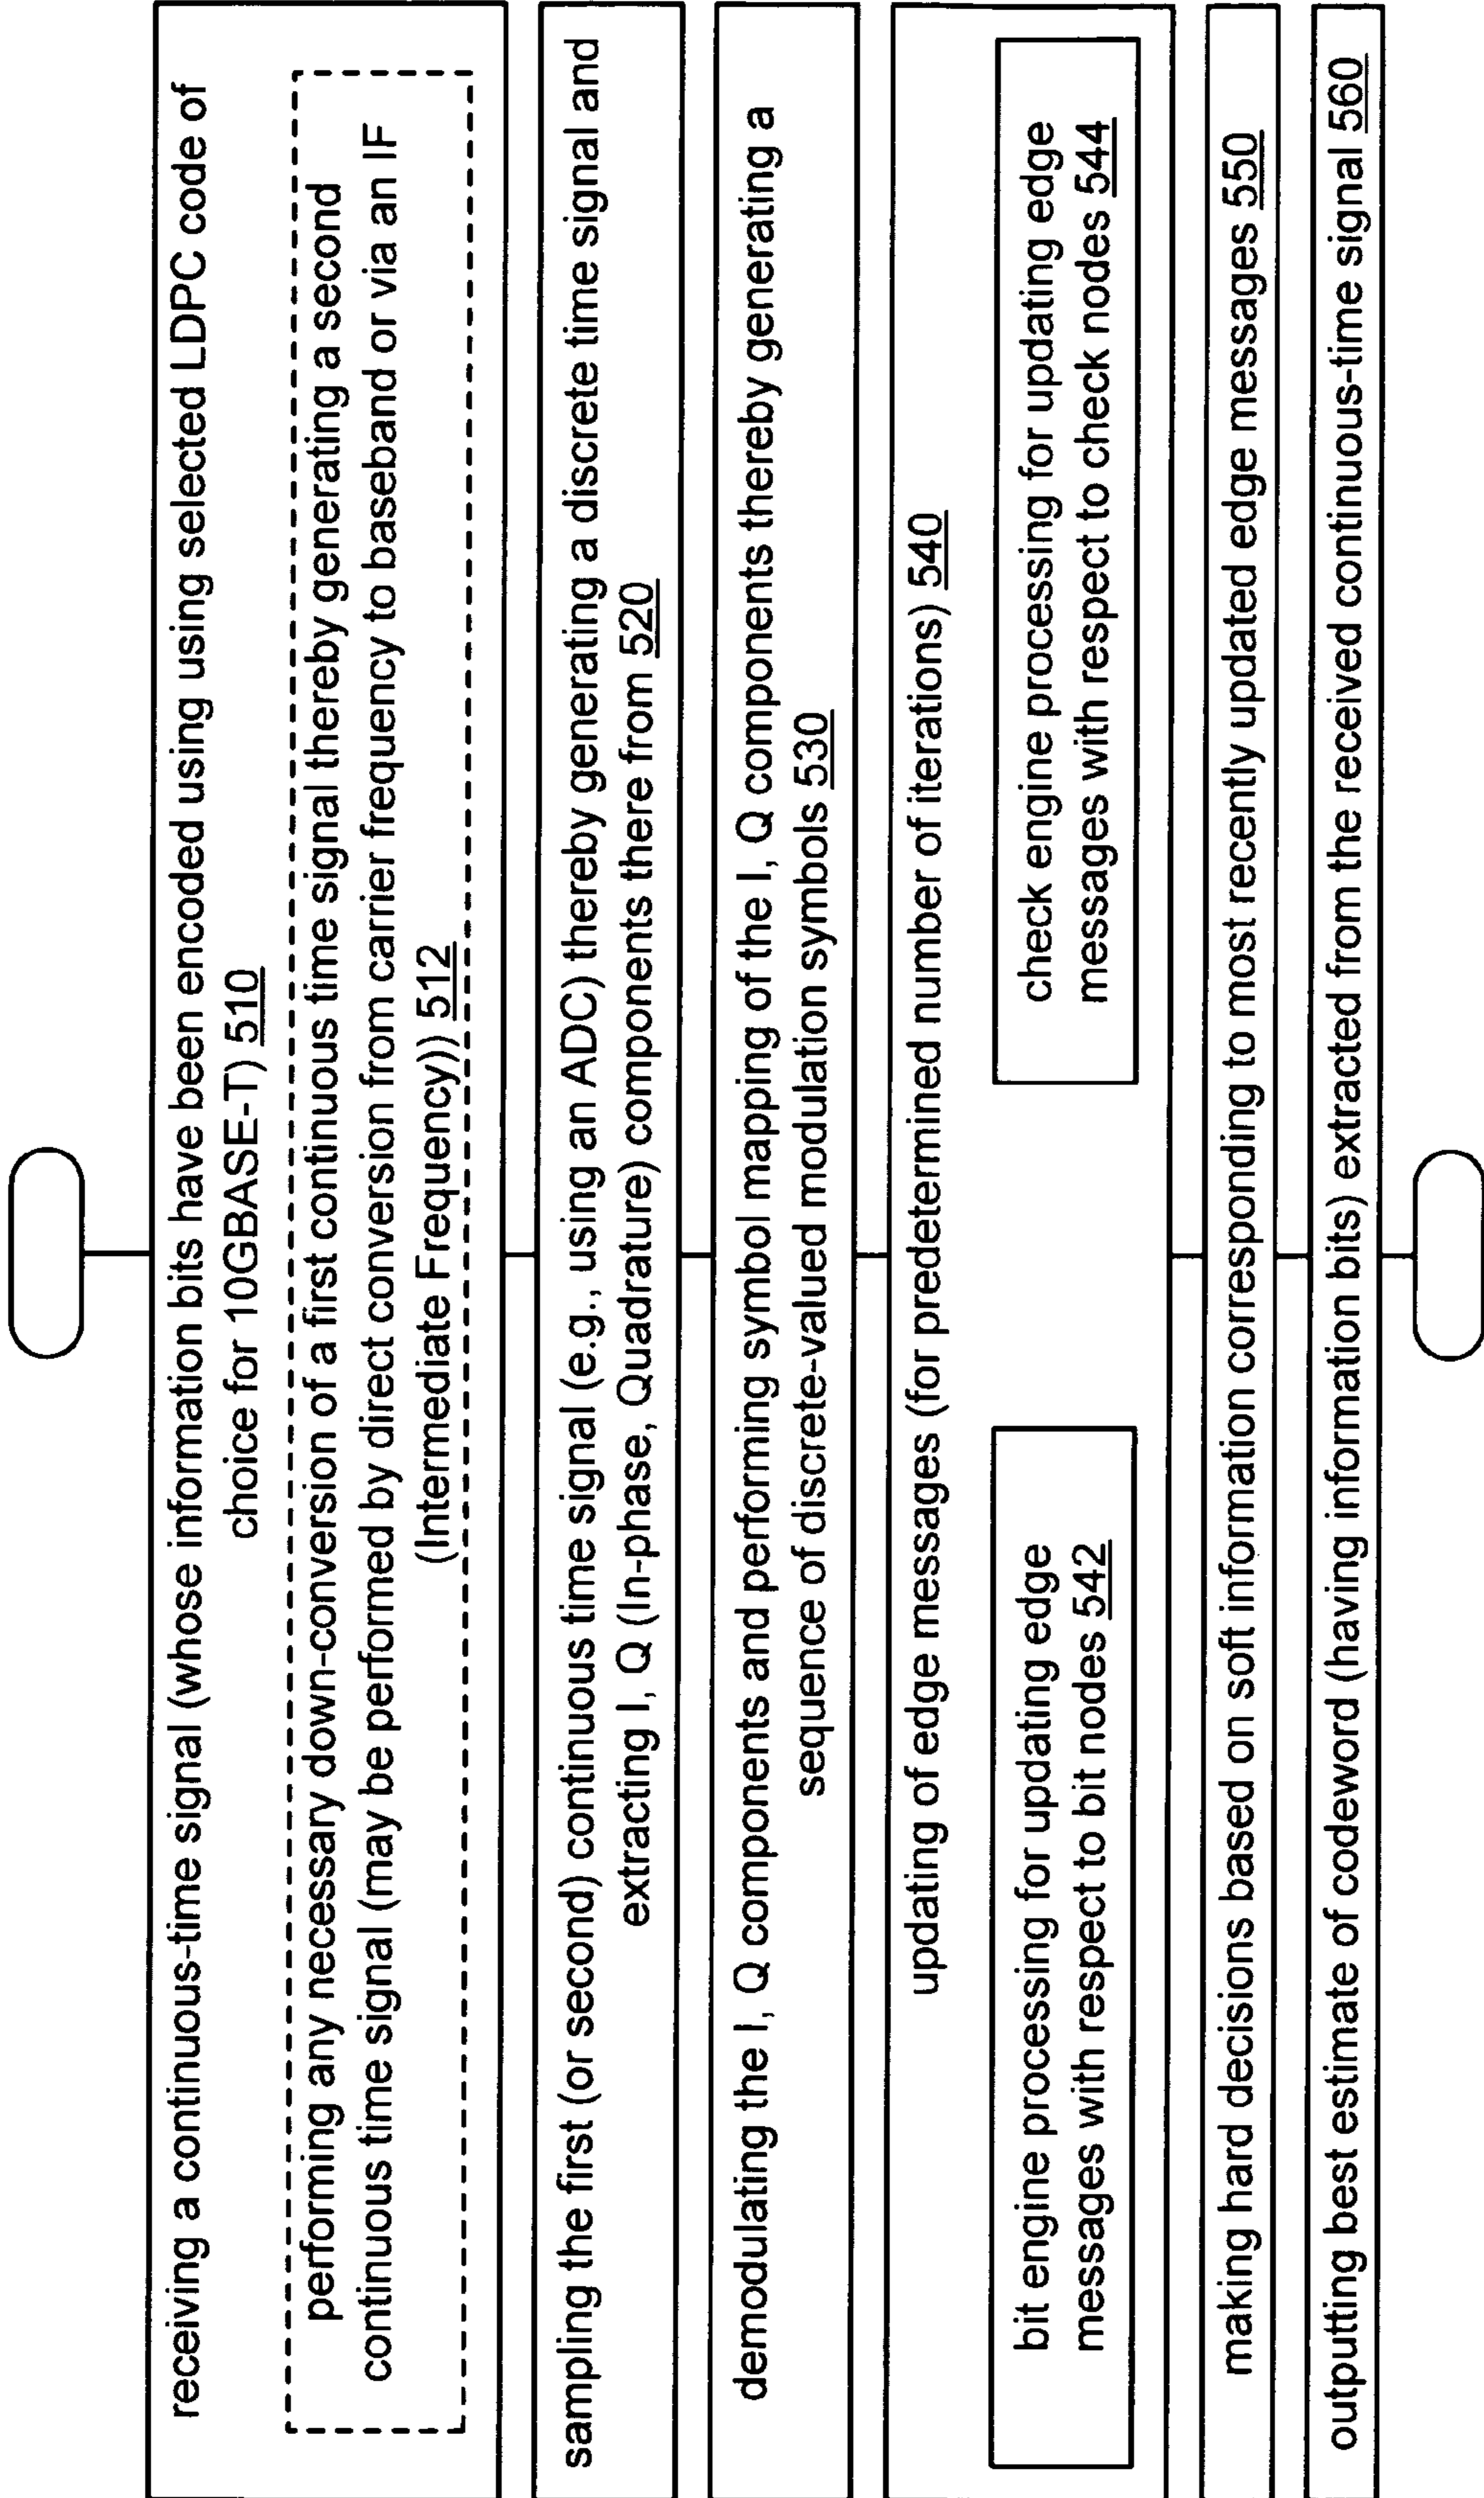 receiving a continuous-time signal (whose information bits have been encoded using using selected LDPC code of
choice for 10GBASE-T) 510
performing any necessary down-conversion of a first continuous time signal thereby generating a second
continuous time signal (may be performed by direct conversion from carrier frequency to baseband or via an IF
(Intermediate Frequency)) 512
sampling the first (or second) continuous time signal (e.g., using an ADC) thereby generating a discrete time signal and
extracting I, Q (In-phase, Quadrature) components there from 520
demodulating the I, Q components and performing symbol mapping of the I, Q components thereby generating a
sequence of discrete-valued modulation symbols 530
updating of edge messages (for predetermined number of iterations) 540
bit engine processing for updating edge
messages with respect to bit nodes 542
check engine processing for updating edge
messages with respect to check nodes 544
making hard decisions based on soft information corresponding to most recently updated edge messages 550
outputting best estimate of codeword (having information bits) extracted from the received continuous-time signal 560